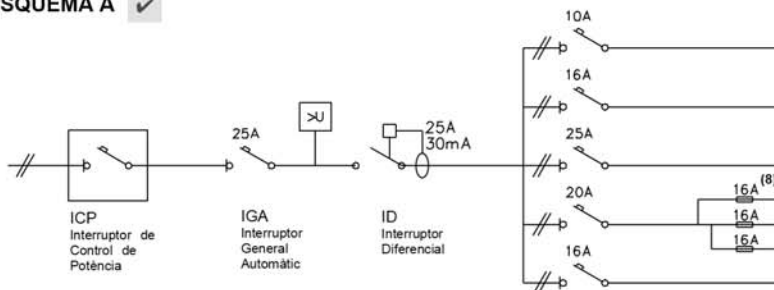 SQUEMA A
10A
16A
25A
20A
16A
16A (8)
16A
16A
25A
>U
25A
30mA
ICP
Interruptor de
Control de
Potència
IGA
Interruptor
General
Automàtic
ID
Interruptor
Diferencial